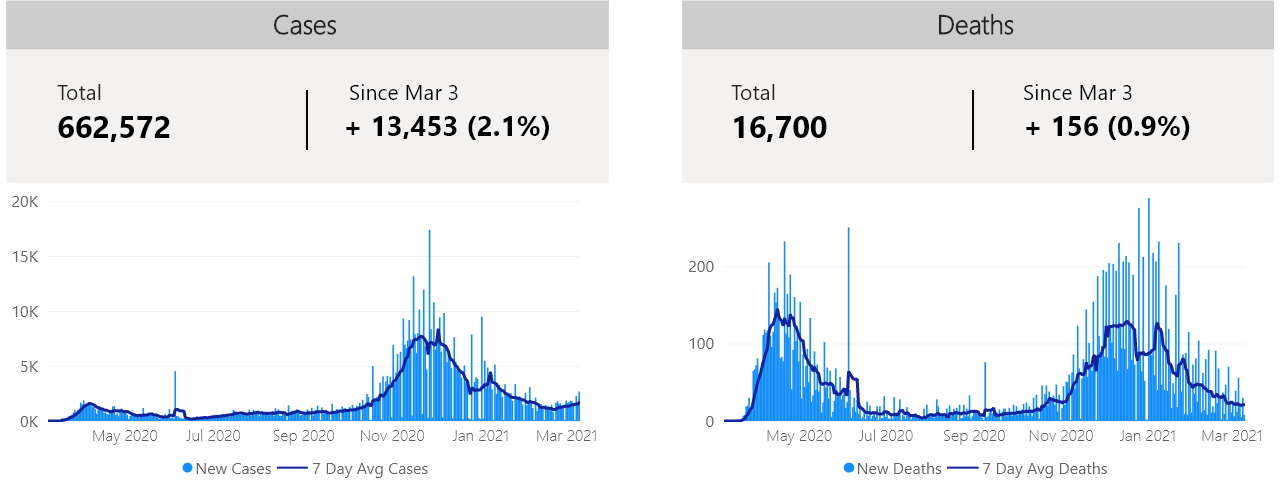 Cases
Total
662,572
Since Mar 3
+ 13,453 (2.1%)
20K
15K
10K
5K
0K
May 2020 Jul 2020 Sep 2020 Nov 2020 Jan 2021 Mar 2021
New Cases 7 Day Avg Cases
Deaths
Total
16,700
Since Mar 3
+ 156 (0.9%)
200
100
0
May 2020 Jul 2020 Sep 2020 Nov 2020 Jan 2021 Mar 2021
New Deaths 7 Day Avg Deaths